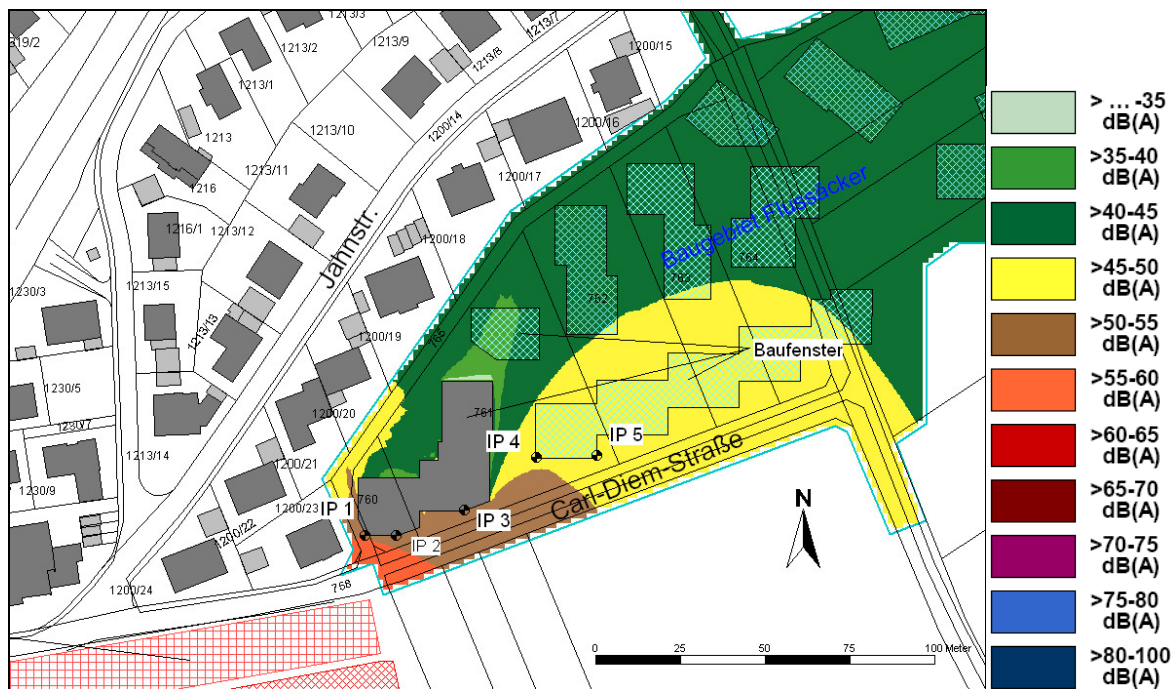 319/2
1213/3
1213/2
1213/9
1213/7
1213/8
1213/1
1200/15
1213
1213/10
1200/14
1200/16
1213/11
1216
1200/17
1216/1
1213/12
Jahnstr.
1200/18
Baugebiet Flussäcker
764
762
1230/3
1213/15
1213/13
1200/19
768
Baufenster
1230/5
1200/20
761
1230/7
IP 4
IP 5
1213/14
1200/21
Carl-Diem-Straße
1230/9
760
IP 1
1200/23
IP 3
1200/22
IP 2
N
1200/24
768
0
25
50
75
100 Meter
> ... -35
dB(A)
>35-40
dB(A)
>40-45
dB(A)
>45-50
dB(A)
>50-55
dB(A)
>55-60
dB(A)
>60-65
dB(A)
>65-70
dB(A)
>70-75
dB(A)
>75-80
dB(A)
>80-100
dB(A)